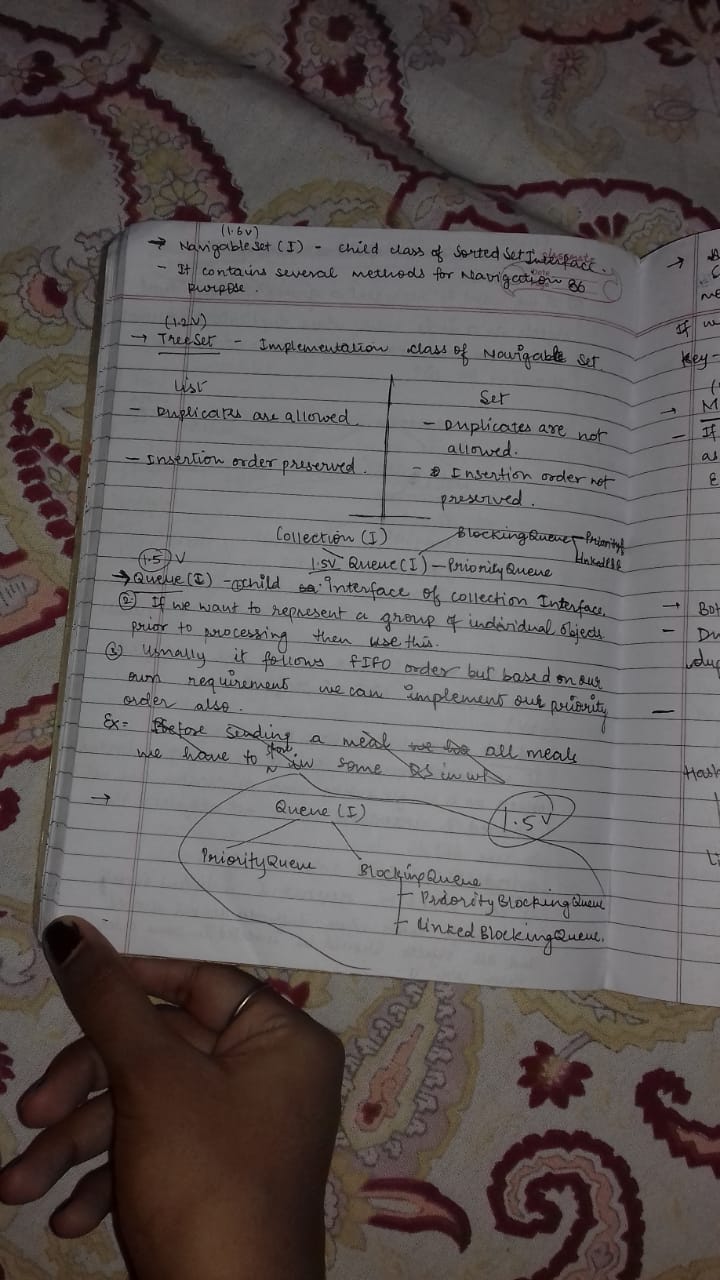 (1.6v)
→ NavigableSet (I) - child class of Sorted Set Interface.
- It contains several methods for Navigation
purpose.
(1.2v)
→ TreeSet - Implementation class of Navigable Set.
List
Set
- Duplicates are allowed.
- Duplicates are not
allowed.
- Insertion order preserved.
- Insertion order not
preserved.
Collection (I)
BlockingQueue
1.5V Queue(I) - PriorityQueue
1.5 V
→ Queue(I) - ① child Interface of collection Interface.
② If we want to represent a group of individual objects
prior to processing then use this.
③ Usually it follows FIFO order but based on our
own requirement we can implement our priority
order also.
Ex= Before sending a meal all meals
we have to store in some DS
→
Queue (I)
1.5V
PriorityQueue
BlockingQueue
PriorityBlockingQueue
LinkedBlockingQueue.
→
If
Key-
→ M
- If
as
→ Bot
- Du
dup
Hash
Li